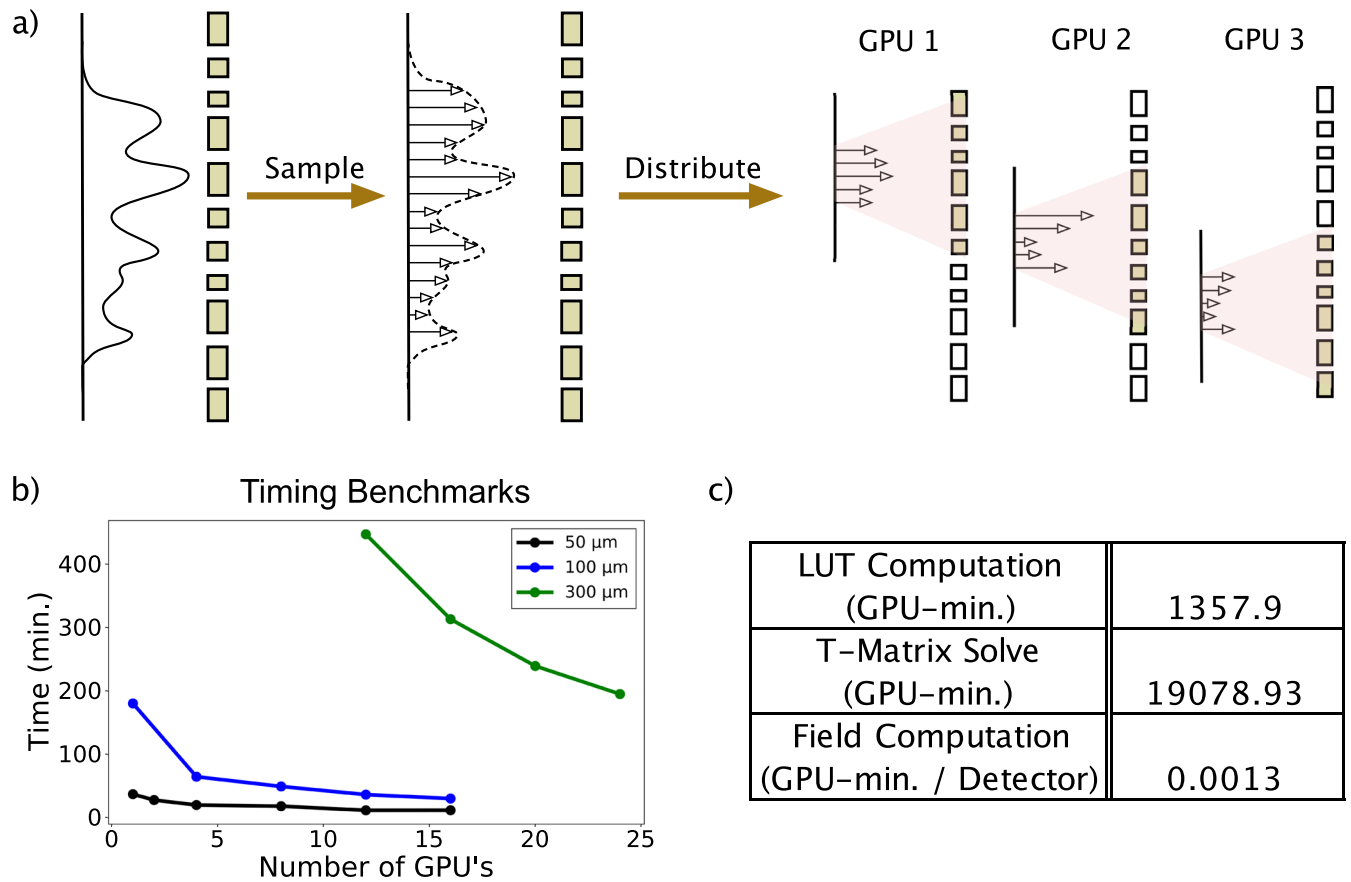 a)
GPU 1
GPU 2
GPU 3
Sample
Distribute
b)
Timing Benchmarks
50 μm
100 μm
300 μm
Time (min.)
400
300
200
100
0
0
5
10
15
20
25
Number of GPU's
c)
LUT Computation
(GPU-min.)
1357.9
T-Matrix Solve
(GPU-min.)
19078.93
Field Computation
(GPU-min. / Detector)
0.0013